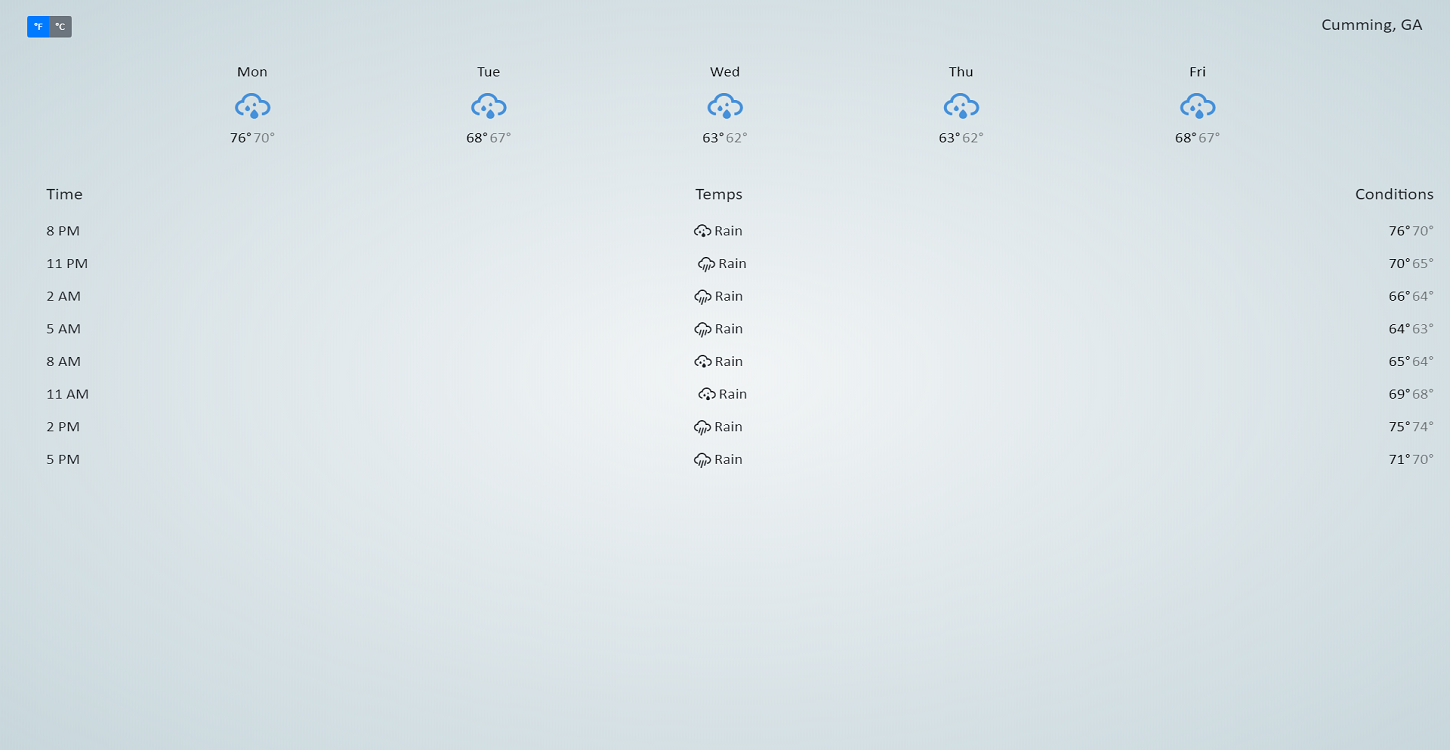 °F °C
Cumming, GA
Mon Tue Wed Thu Fri
76° 70° 68° 67° 63° 62° 63° 62° 68° 67°
Time Temps Conditions
8 PM Rain 76° 70°
11 PM Rain 70° 65°
2 AM Rain 66° 64°
5 AM Rain 64° 63°
8 AM Rain 65° 64°
11 AM Rain 69° 68°
2 PM Rain 75° 74°
5 PM Rain 71° 70°